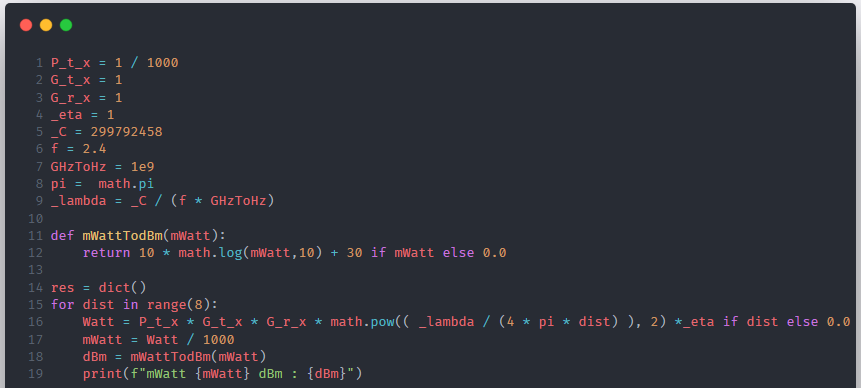 1 P_t_x = 1 / 1000
2 G_t_x = 1
3 G_r_x = 1
4 _eta = 1
5 _C = 299792458
6 f = 2.4
7 GHzToHz = 1e9
8 pi =  math.pi
9 _lambda = _C / (f * GHzToHz)
10
11 def mWattTodBm(mWatt):
12     return 10 * math.log(mWatt,10) + 30 if mWatt else 0.0
13
14 res = dict()
15 for dist in range(8):
16     Watt = P_t_x * G_t_x * G_r_x * math.pow(( _lambda / (4 * pi * dist) ), 2) *_eta if dist else 0.0
17     mWatt = Watt / 1000
18     dBm = mWattTodBm(mWatt)
19     print(f"mWatt {mWatt} dBm : {dBm}")